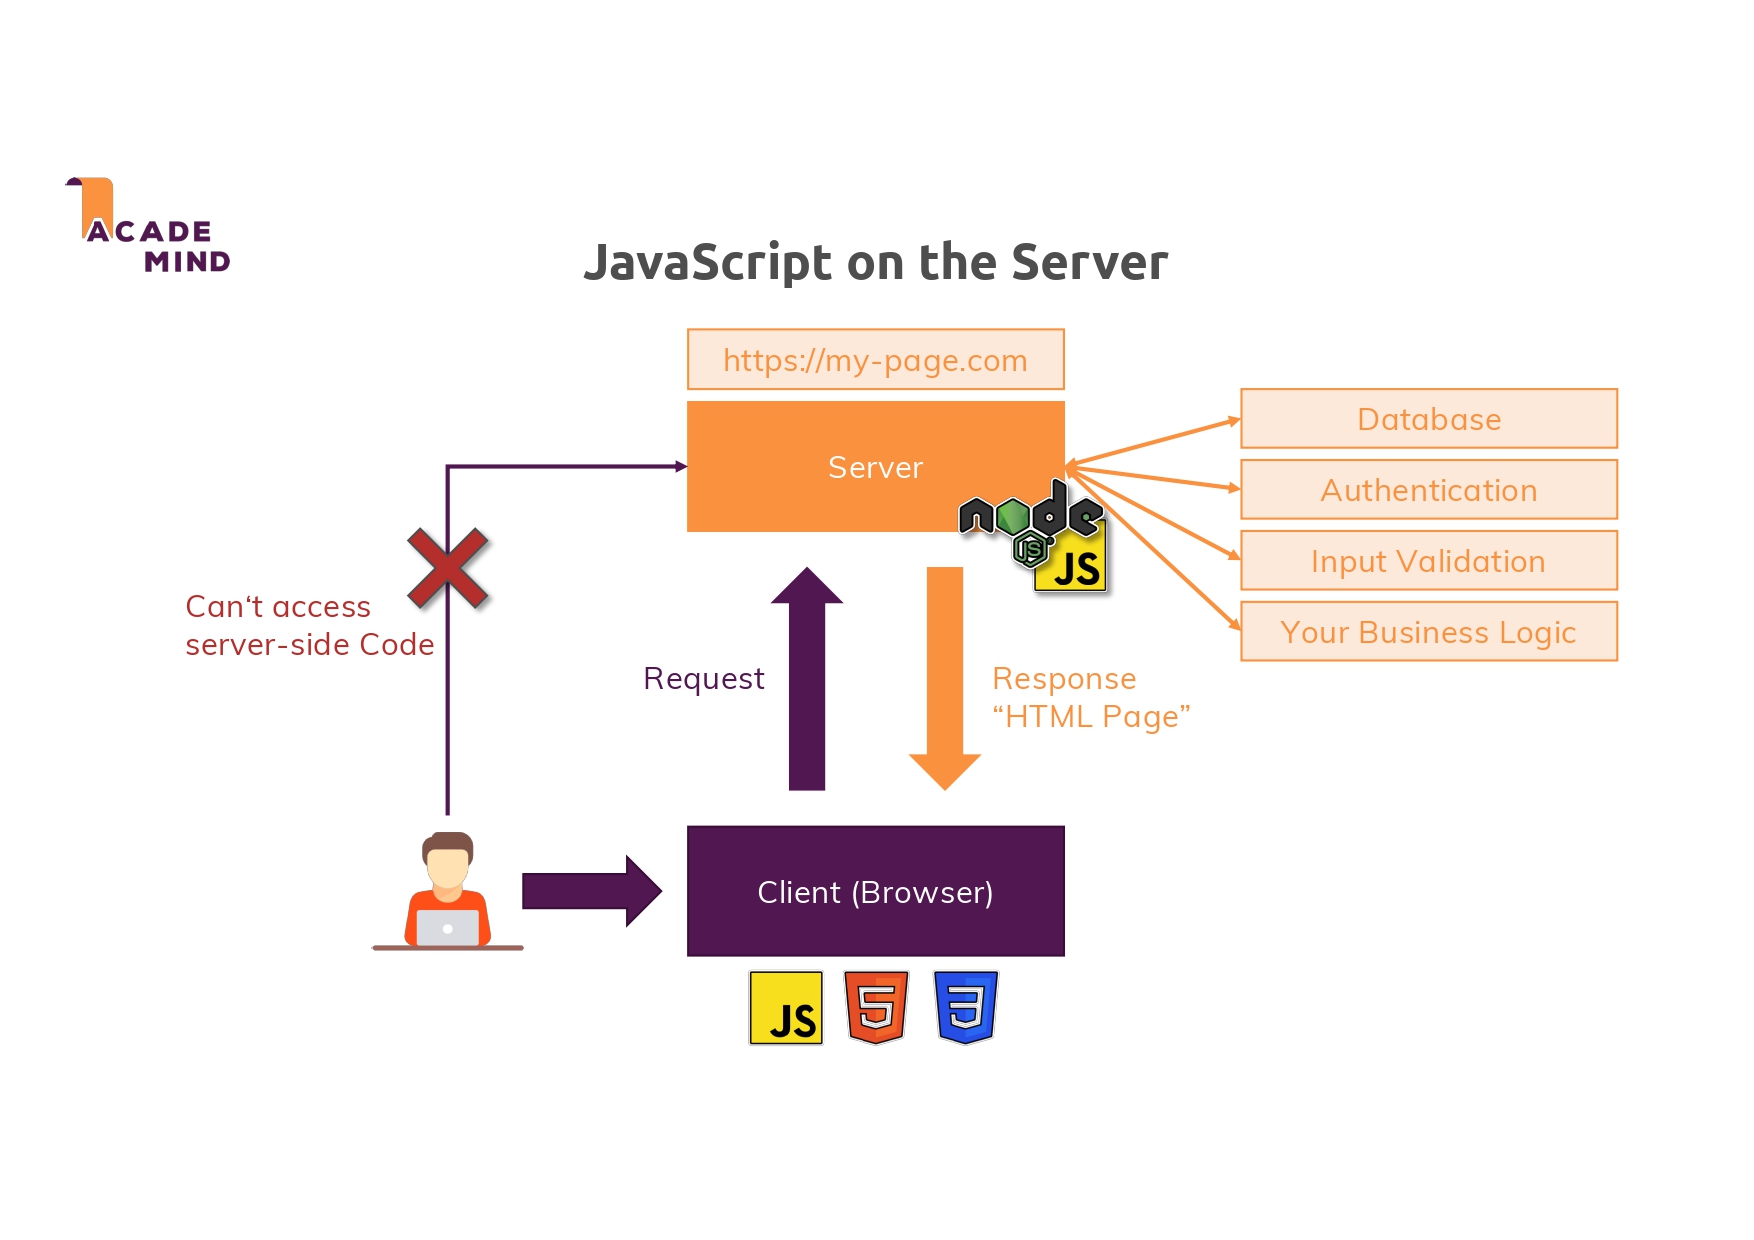 ACADE
MIND
JavaScript on the Server
https://my-page.com
Server
node
JS
JS
Database
Authentication
Input Validation
Your Business Logic
Can‘t access
server-side Code
Request
Response
“HTML Page”
Client (Browser)
JS
5
3